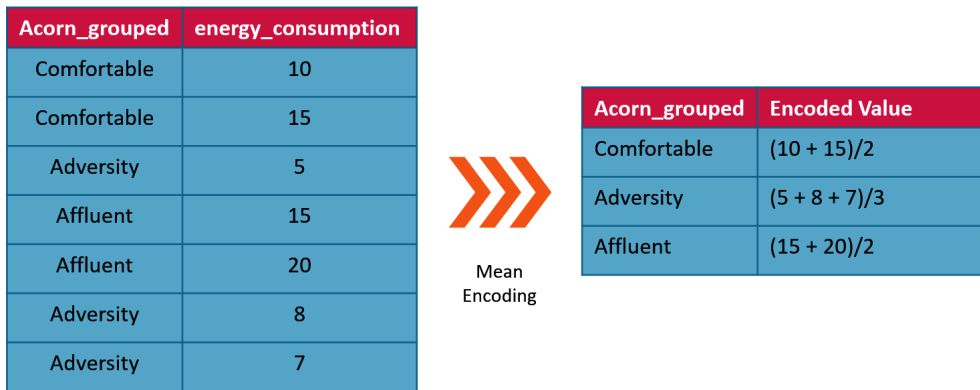 Acorn_grouped energy_consumption
Comfortable 10
Comfortable 15
Adversity 5
Affluent 15
Affluent 20
Adversity 8
Adversity 7
Mean
Encoding
Acorn_grouped Encoded Value
Comfortable (10 + 15)/2
Adversity (5 + 8 + 7)/3
Affluent (15 + 20)/2